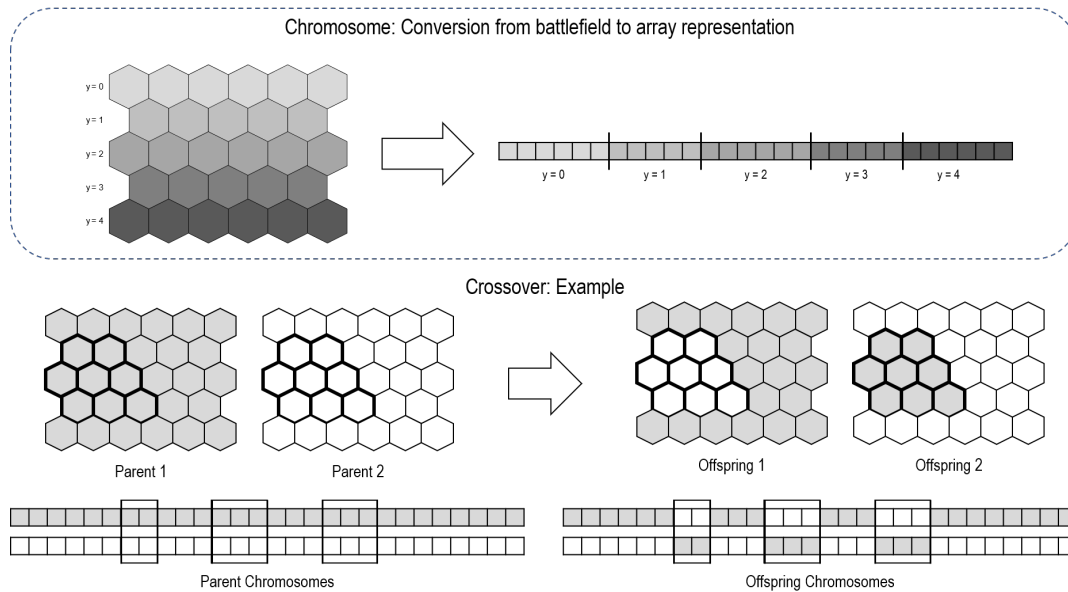 Chromosome: Conversion from battlefield to array representation
y = 0
y = 1
y = 2
y = 3
y = 4
y = 0 y = 1 y = 2 y = 3 y = 4
Crossover: Example
Parent 1 Parent 2 Offspring 1 Offspring 2
Parent Chromosomes Offspring Chromosomes